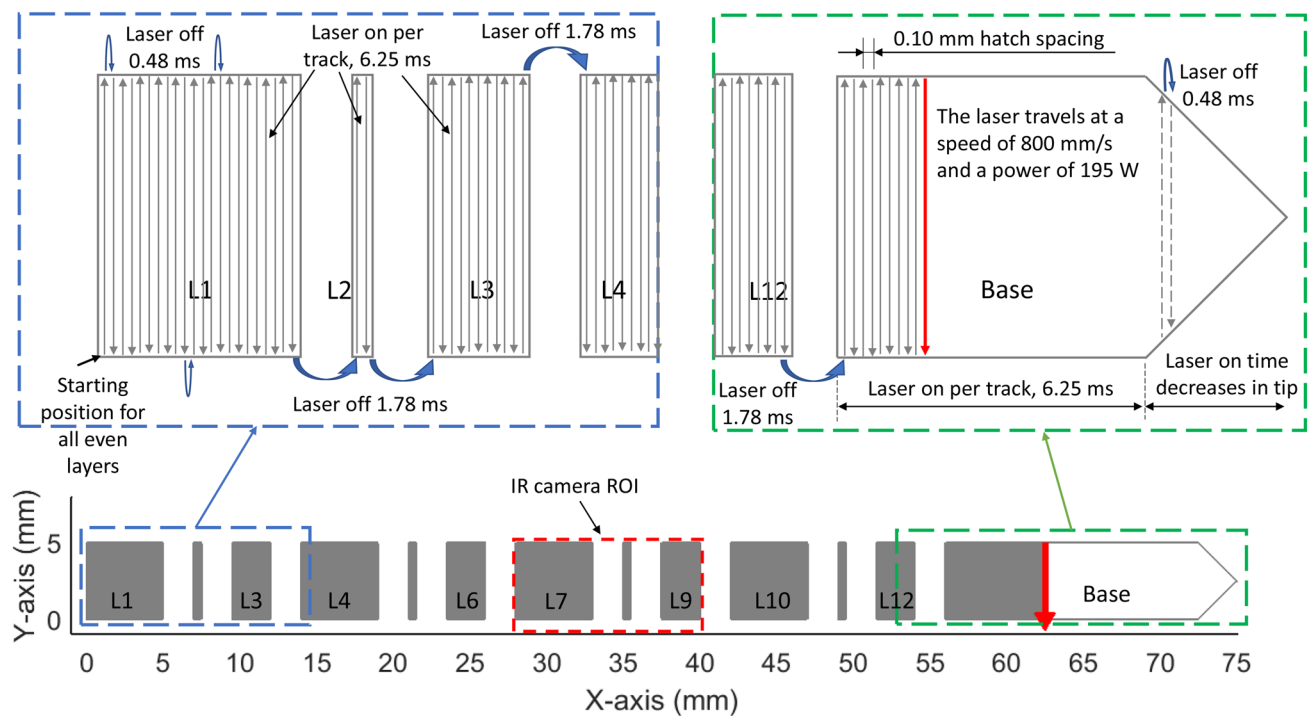 Laser off
0.48 ms
Laser on per
track, 6.25 ms
Laser off 1.78 ms
L1
L2
L3
L4
Starting
position for
all even
layers
Laser off 1.78 ms
0.10 mm hatch spacing
Laser off
0.48 ms
The laser travels at a
speed of 800 mm/s
and a power of 195 W
L12
Base
Laser off
1.78 ms
Laser on per track, 6.25 ms
Laser on time
decreases in tip
IR camera ROI
Y-axis (mm)
5
0
L1
L3
L4
L6
L7
L9
L10
L12
Base
0 5 10 15 20 25 30 35 40 45 50 55 60 65 70 75
X-axis (mm)